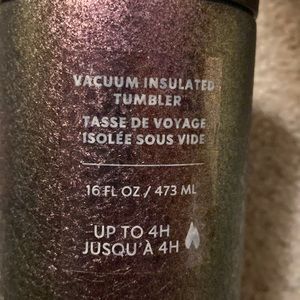 VACUUM INSULATED
TUMBLER
TASSE DE VOYAGE
ISOLÉE SOUS VIDE
16 FL OZ / 473 ML
UP TO 4H
JUSQU'À 4H